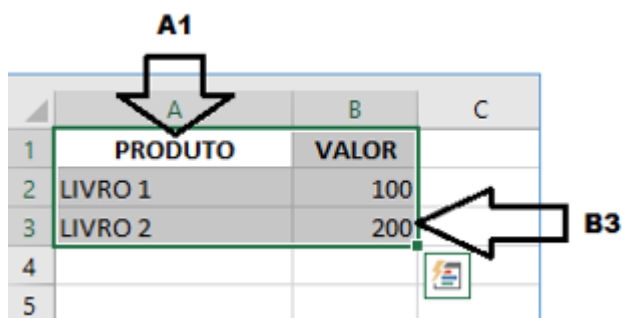 A1
A B C
1 PRODUTO VALOR
2 LIVRO 1 100
3 LIVRO 2 200
B3
4
5